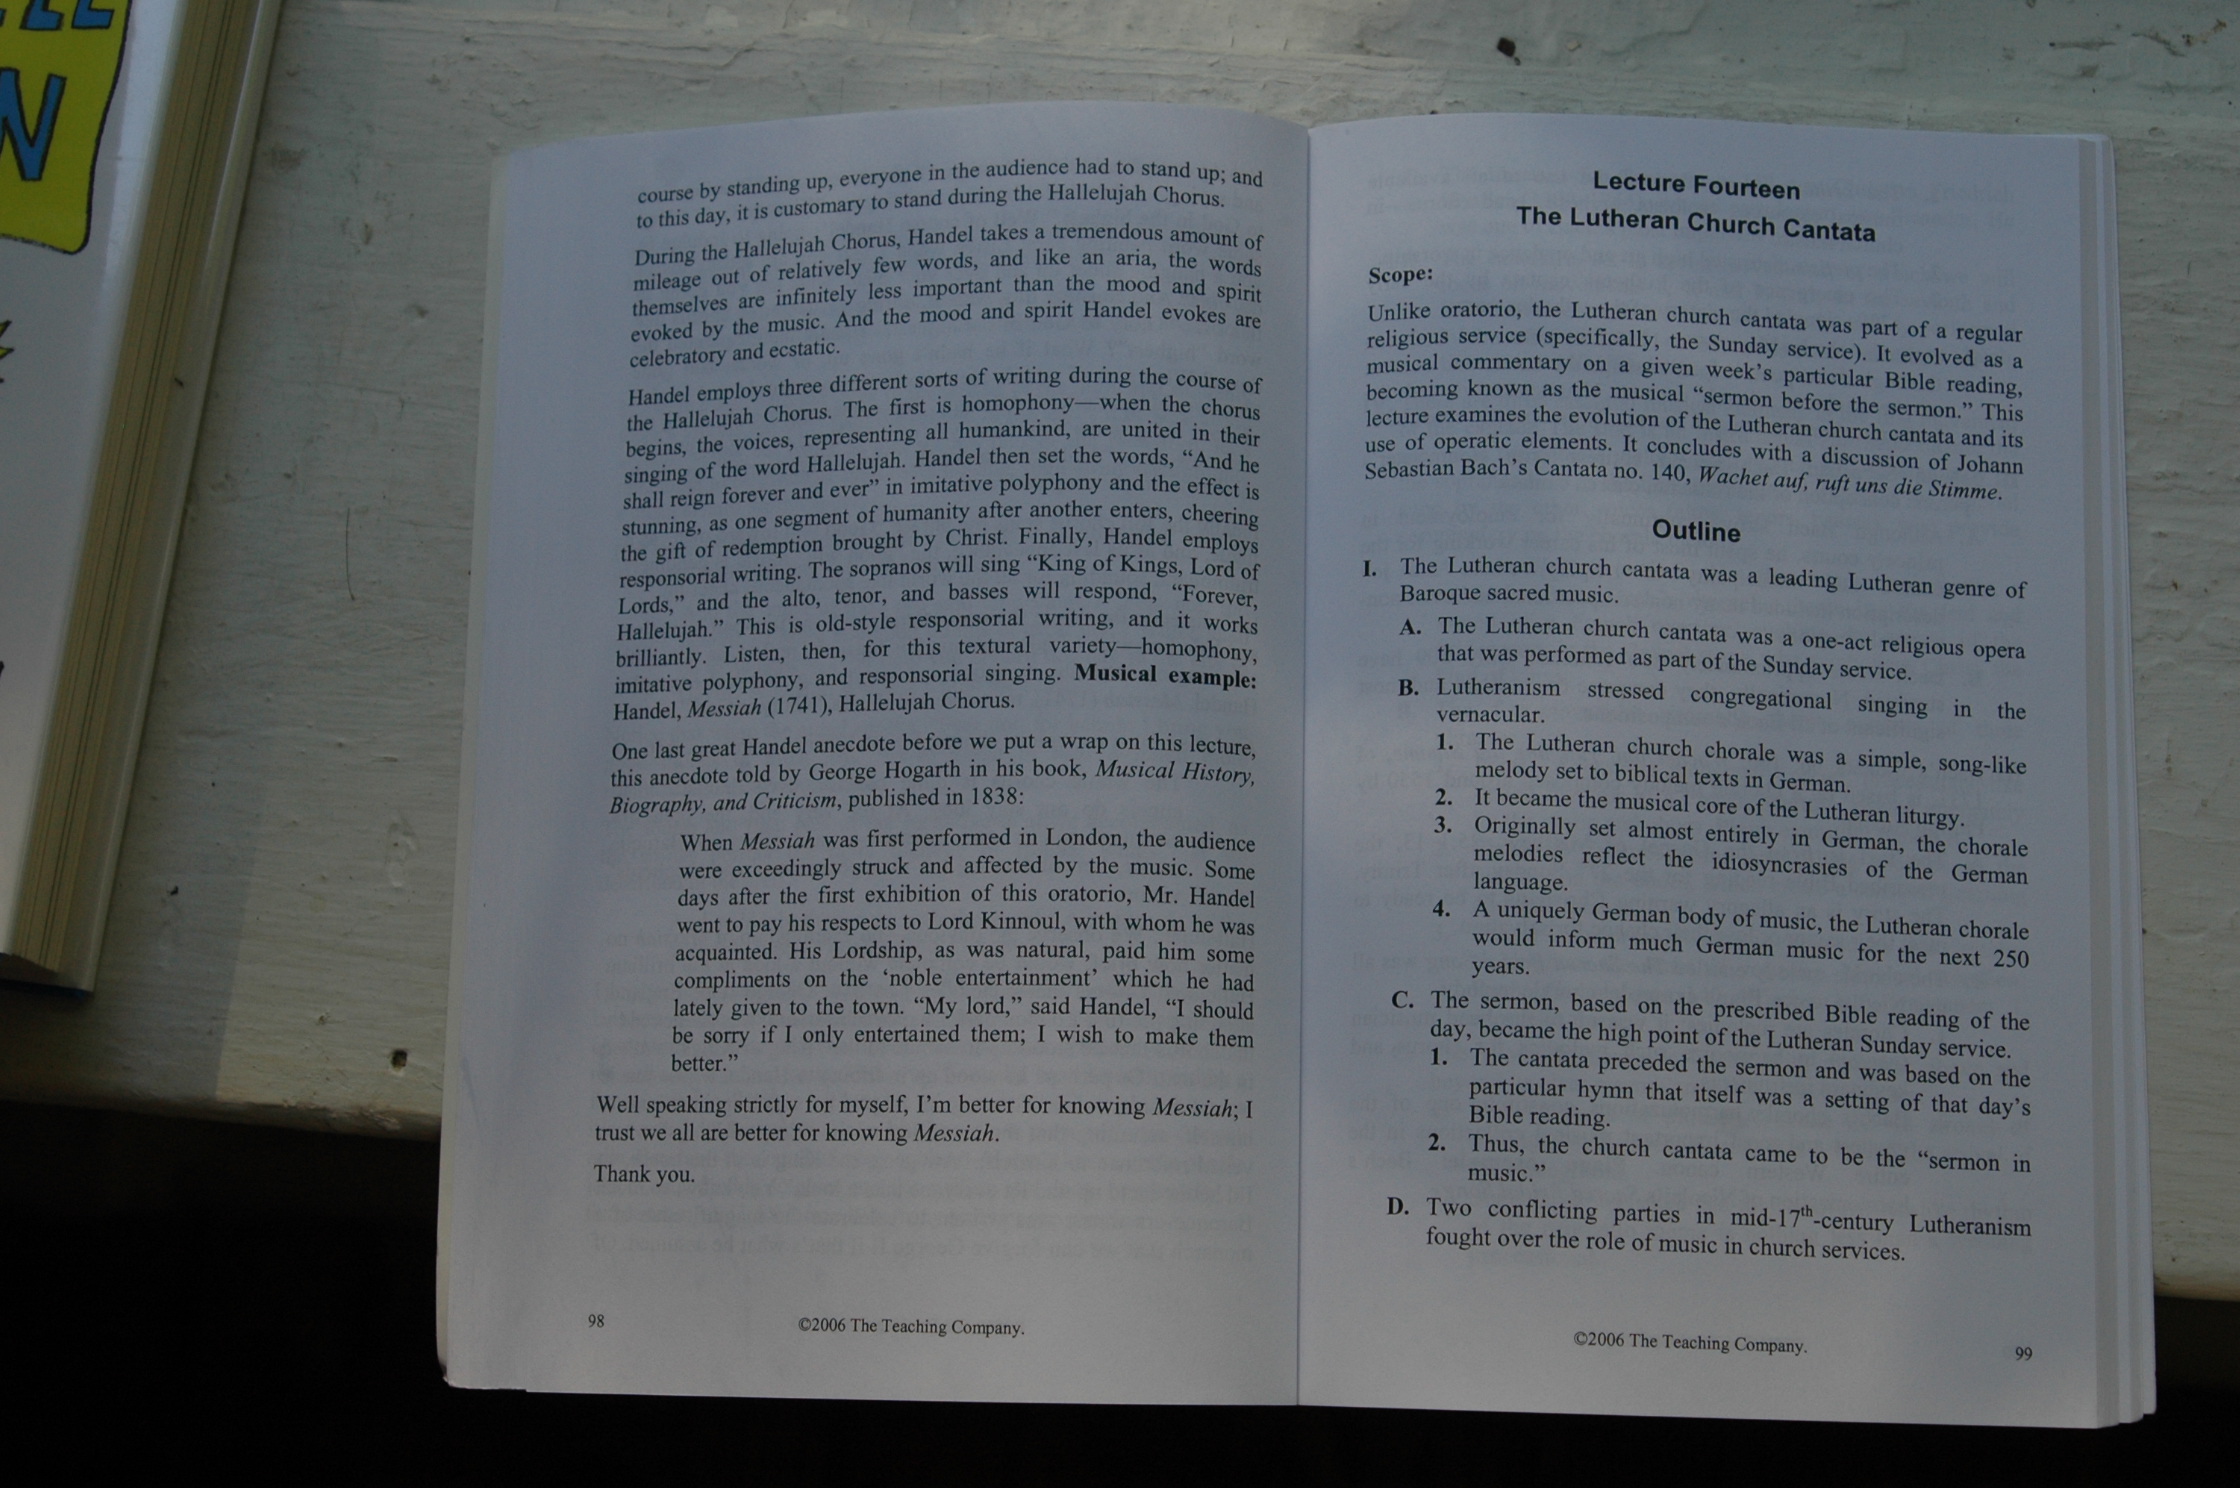 N
course by standing up, everyone in the audience had to stand up; and
to this day, it is customary to stand during the Hallelujah Chorus.
During the Hallelujah Chorus, Handel takes a tremendous amount of
mileage out of relatively few words, and like an aria, the words
themselves are infinitely less important than the mood and spirit
evoked by the music. And the mood and spirit Handel evokes are
celebratory and ecstatic.
Handel employs three different sorts of writing during the course of
the Hallelujah Chorus. The first is homophony—when the chorus
begins, the voices, representing all humankind, are united in their
singing of the word Hallelujah. Handel then set the words, “And he
shall reign forever and ever” in imitative polyphony and the effect is
stunning, as one segment of humanity after another enters, cheering
the gift of redemption brought by Christ. Finally, Handel employs
responsorial writing. The sopranos will sing “King of Kings, Lord of
Lords,” and the alto, tenor, and basses will respond, “Forever,
Hallelujah.” This is old-style responsorial writing, and it works
brilliantly. Listen, then, for this textural variety—homophony,
imitative polyphony, and responsorial singing. Musical example:
Handel, Messiah (1741), Hallelujah Chorus.
One last great Handel anecdote before we put a wrap on this lecture,
this anecdote told by George Hogarth in his book, Musical History,
Biography, and Criticism, published in 1838:
When Messiah was first performed in London, the audience
were exceedingly struck and affected by the music. Some
days after the first exhibition of this oratorio, Mr. Handel
went to pay his respects to Lord Kinnoul, with whom he was
acquainted. His Lordship, as was natural, paid him some
compliments on the ‘noble entertainment’ which he had
lately given to the town. “My lord,” said Handel, “I should
be sorry if I only entertained them; I wish to make them
better.”
Well speaking strictly for myself, I’m better for knowing Messiah; I
trust we all are better for knowing Messiah.
Thank you.
98
©2006 The Teaching Company.
Lecture Fourteen
The Lutheran Church Cantata
Scope:
Unlike oratorio, the Lutheran church cantata was part of a regular
religious service (specifically, the Sunday service). It evolved as a
musical commentary on a given week’s particular Bible reading,
becoming known as the musical “sermon before the sermon.” This
lecture examines the evolution of the Lutheran church cantata and its
use of operatic elements. It concludes with a discussion of Johann
Sebastian Bach’s Cantata no. 140, Wachet auf, ruft uns die Stimme.
Outline
I. The Lutheran church cantata was a leading Lutheran genre of
Baroque sacred music.
A. The Lutheran church cantata was a one-act religious opera
that was performed as part of the Sunday service.
B. Lutheranism stressed congregational singing in the
vernacular.
1. The Lutheran church chorale was a simple, song-like
melody set to biblical texts in German.
2. It became the musical core of the Lutheran liturgy.
3. Originally set almost entirely in German, the chorale
melodies reflect the idiosyncrasies of the German
language.
4. A uniquely German body of music, the Lutheran chorale
would inform much German music for the next 250
years.
C. The sermon, based on the prescribed Bible reading of the
day, became the high point of the Lutheran Sunday service.
1. The cantata preceded the sermon and was based on the
particular hymn that itself was a setting of that day’s
Bible reading.
2. Thus, the church cantata came to be the “sermon in
music.”
D. Two conflicting parties in mid-17th-century Lutheranism
fought over the role of music in church services.
©2006 The Teaching Company.
99